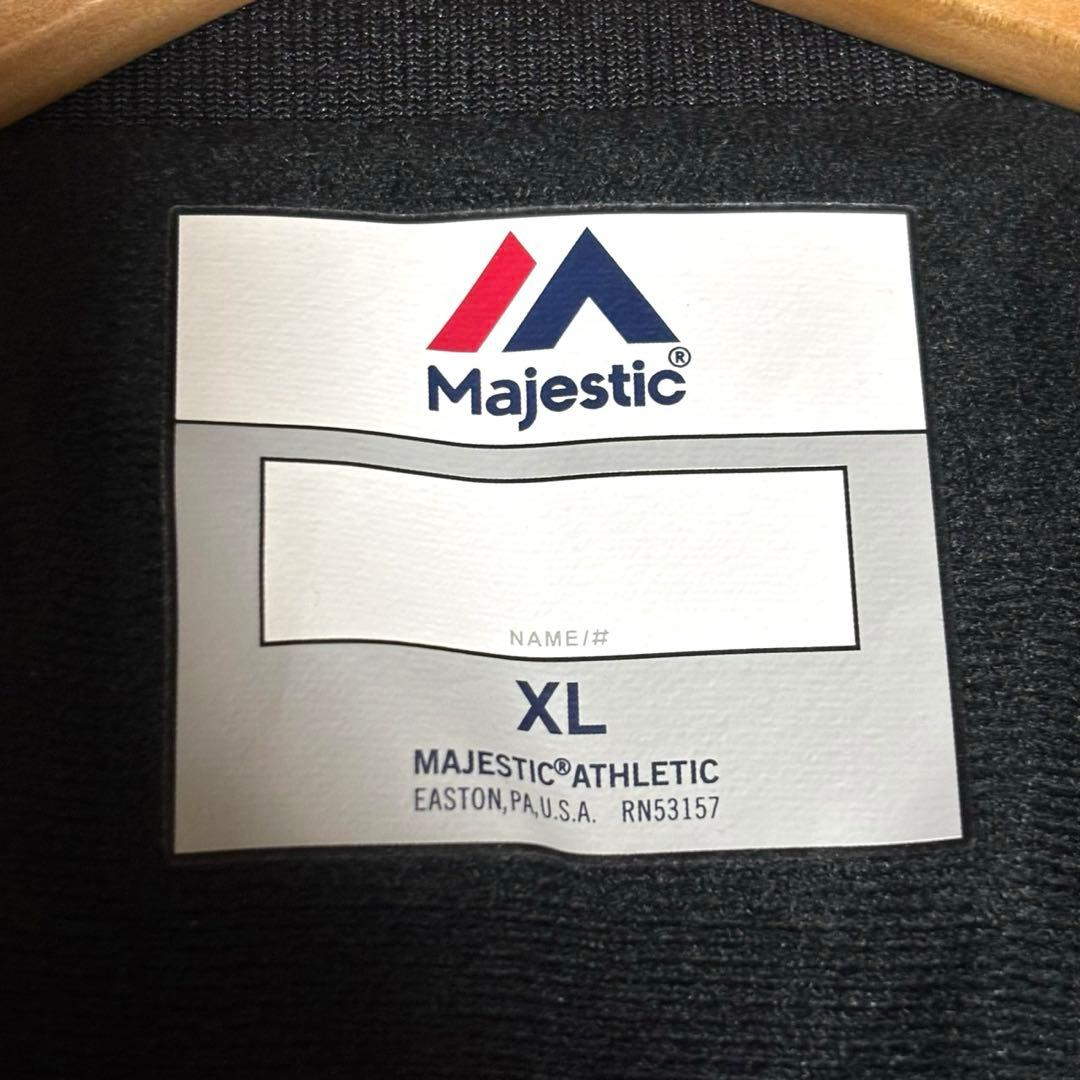 Majestic®
NAME/#
XL
MAJESTIC®ATHLETIC
EASTON,PA,U.S.A. RN53157